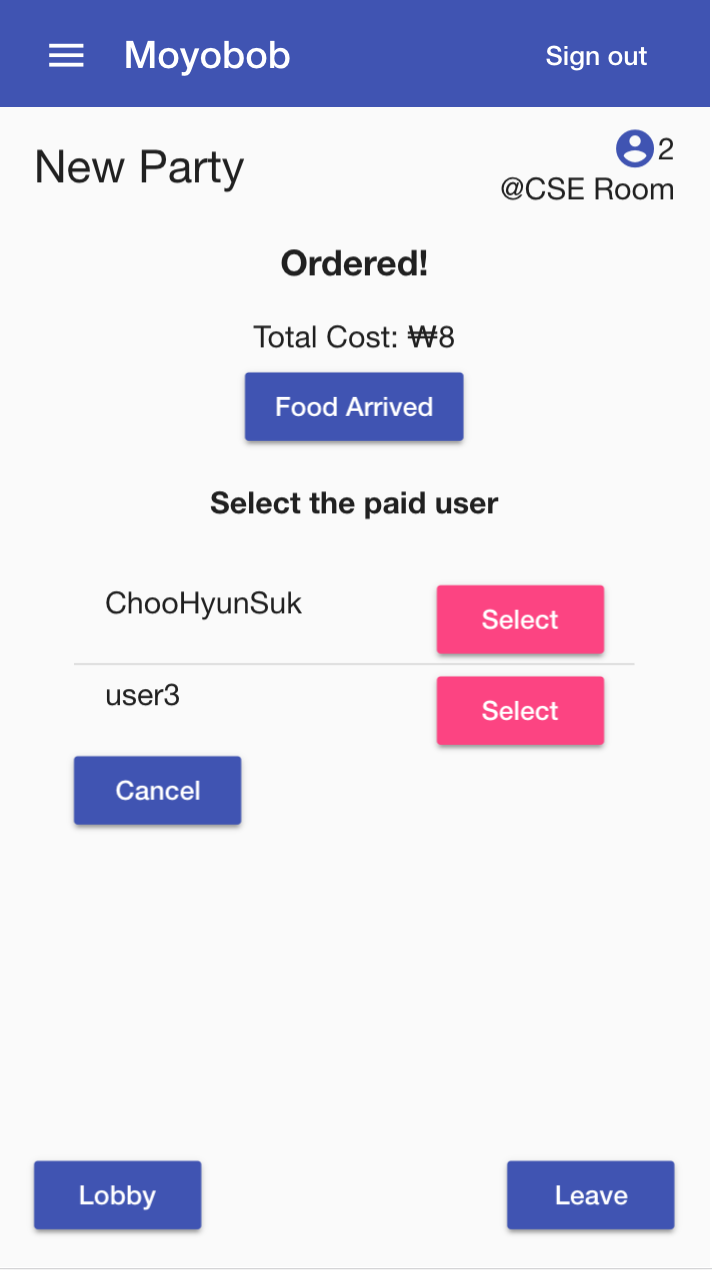 Moyobob Sign out
New Party
2
@CSE Room
Ordered!
Total Cost: ₩8
Food Arrived
Select the paid user
ChooHyunSuk
Select
user3
Select
Cancel
Lobby Leave